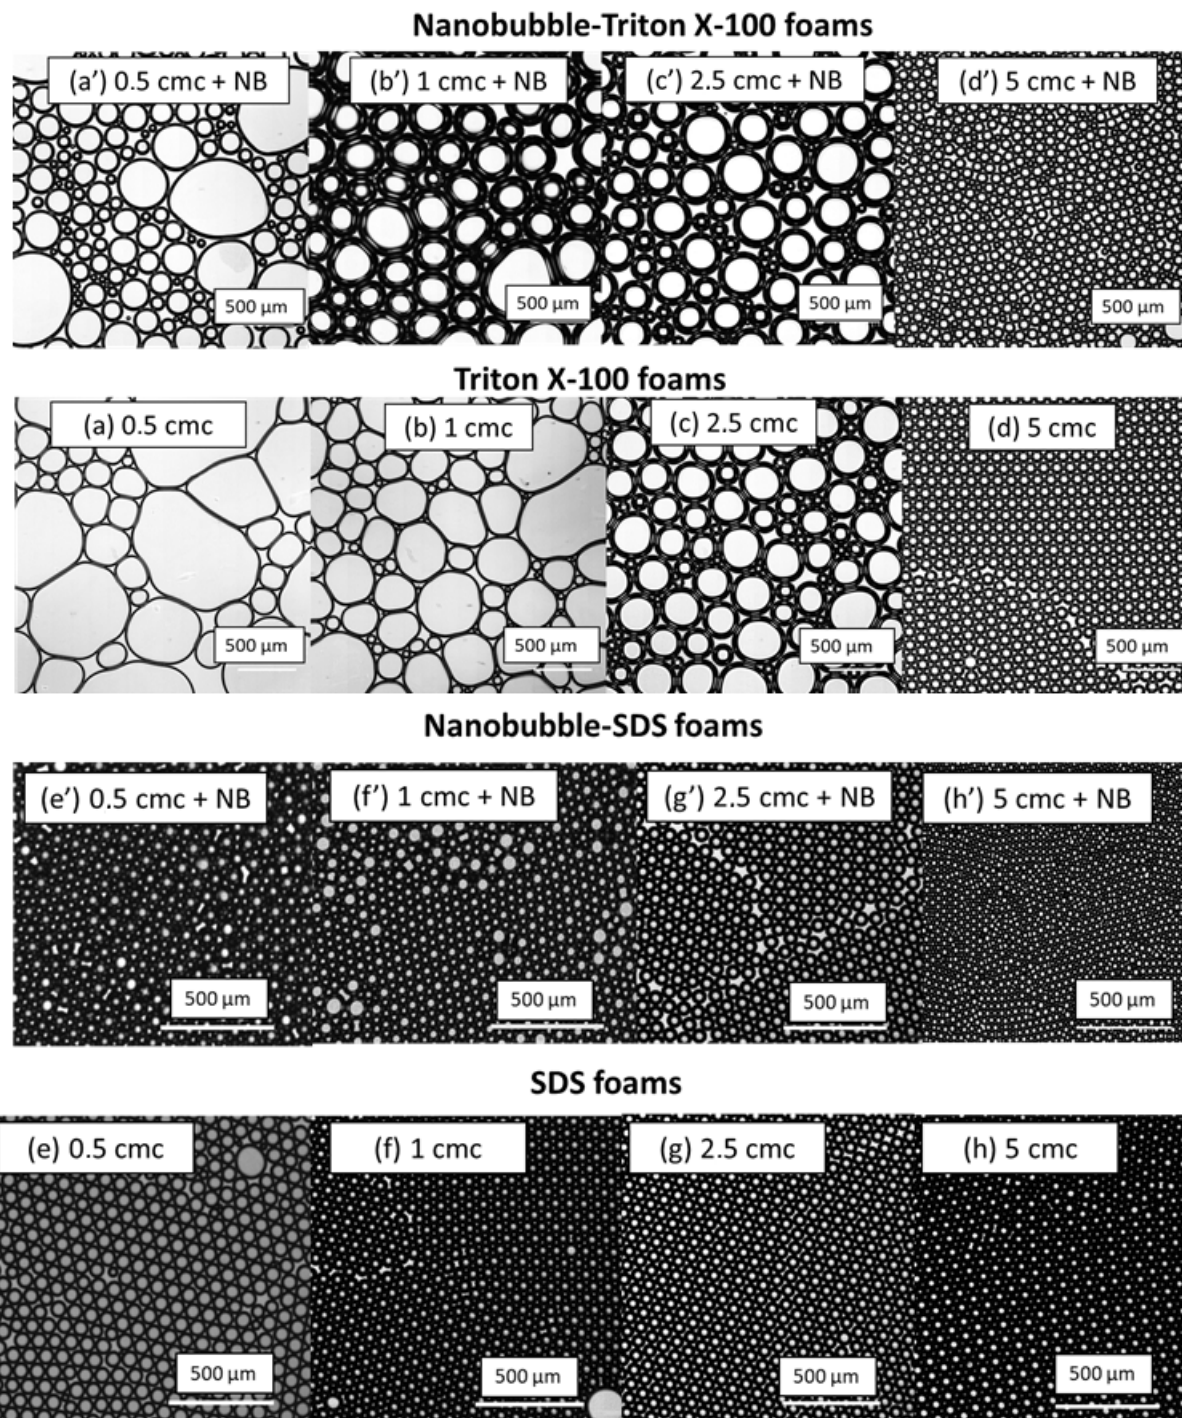 Nanobubble-Triton X-100 foams
(a’) 0.5 cmc + NB
(b’) 1 cmc + NB
(c’) 2.5 cmc + NB
(d’) 5 cmc + NB
500 µm
500 µm
500 µm
500 µm
Triton X-100 foams
(a) 0.5 cmc
(b) 1 cmc
(c) 2.5 cmc
(d) 5 cmc
500 µm
500 µm
500 µm
500 µm
Nanobubble-SDS foams
(e’) 0.5 cmc + NB
(f’) 1 cmc + NB
(g’) 2.5 cmc + NB
(h’) 5 cmc + NB
500 µm
500 µm
500 µm
500 µm
SDS foams
(e) 0.5 cmc
(f) 1 cmc
(g) 2.5 cmc
(h) 5 cmc
500 µm
500 µm
500 µm
500 µm